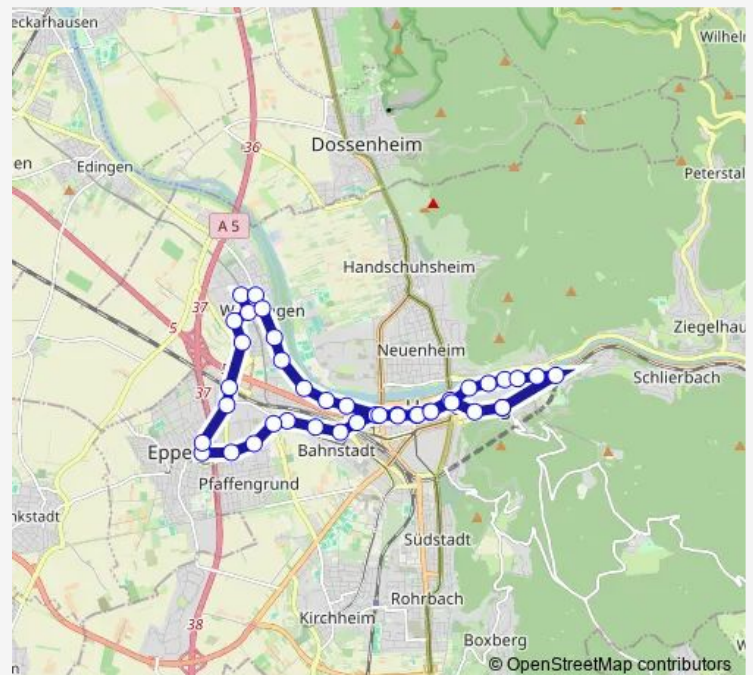 eckarhausen
Wilhel
Dossenheim
36
en
Edingen
Peterstal
A 5
Handschuhsheim
37
5
Neuenheim
Ziegelhau
Schlierbach
37
Eppe
Bahnstadt
Pfaffengrund
nkstadt
Südstadt
38
Rohrbach
Kirchheim
Boxberg
n
© OpenStreetMap contributors